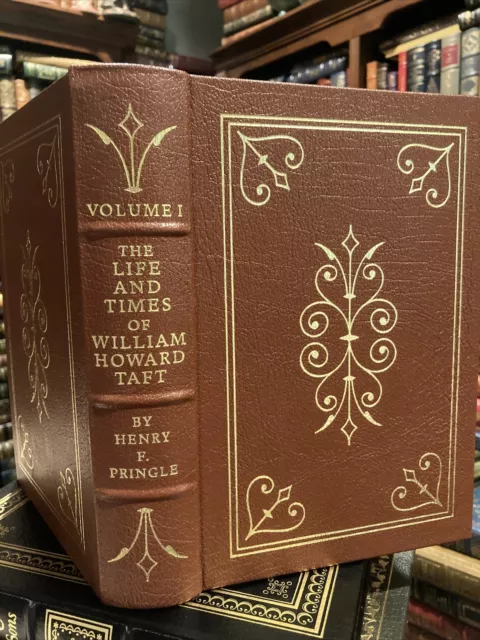 VOLUME I
THE
LIFE
AND
TIMES
OF
WILLIAM
HOWARD
TAFT
BY
HENRY
F.
PRINGLE